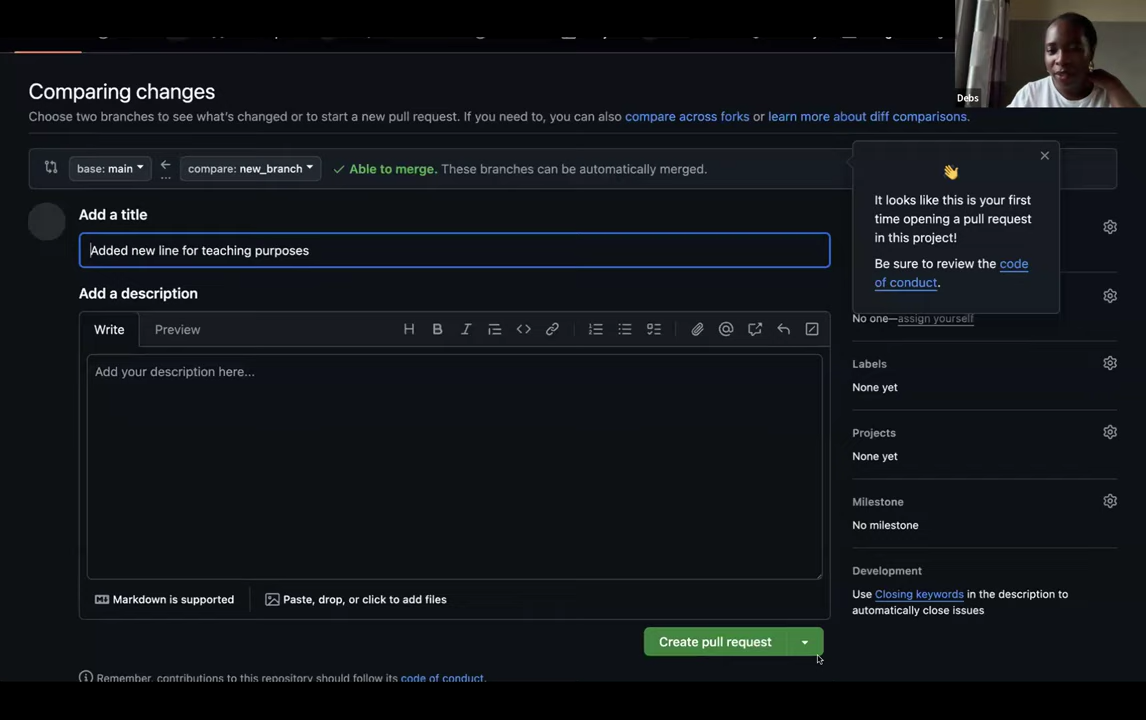 Debs
Comparing changes
Choose two branches to see what's changed or to start a new pull request. If you need to, you can also compare across forks or learn more about diff comparisons.
base: main
...
compare: new_branch
Able to merge. These branches can be automatically merged.
Add a title
Added new line for teaching purposes
Add a description
Write
Preview
Add your description here...
Markdown is supported
Paste, drop, or click to add files
Create pull request
Remember, contributions to this repository should follow its code of conduct.
It looks like this is your first
time opening a pull request
in this project!
Be sure to review the code
of conduct.
No one—assign yourself
Labels
None yet
Projects
None yet
Milestone
No milestone
Development
Use Closing keywords in the description to
automatically close issues